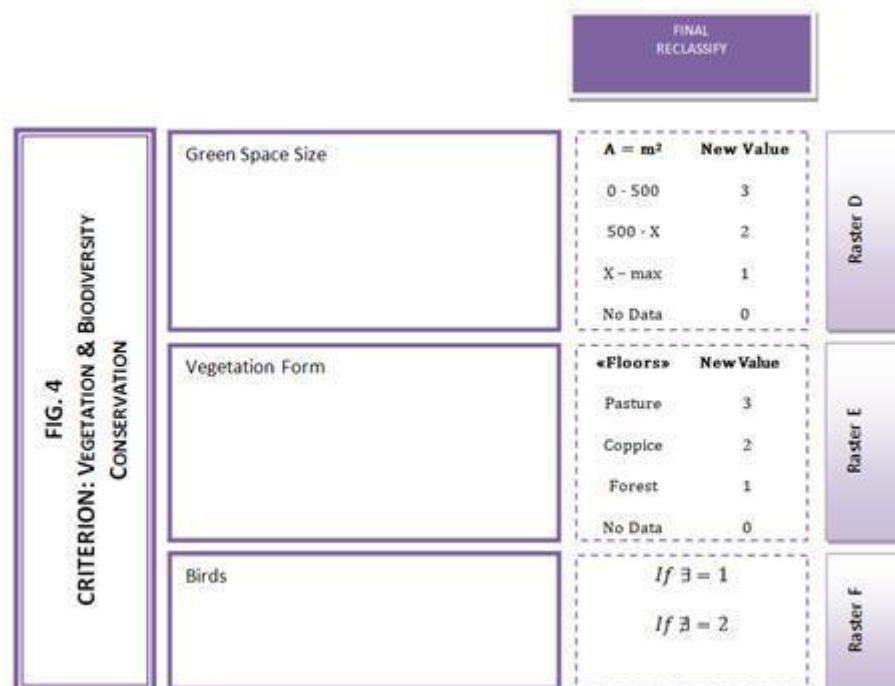 FINAL
RECLASSIFY
FIG. 4
CRITERION: VEGETATION & BIODIVERSITY
CONSERVATION
Green Space Size
A = m² New Value
0 - 500 3
500 - X 2
X – max 1
No Data 0
Raster D
Vegetation Form
«Floors» New Value
Pasture 3
Coppice 2
Forest 1
No Data 0
Raster E
Birds
If ∃ = 1
If ∄ = 2
Raster F